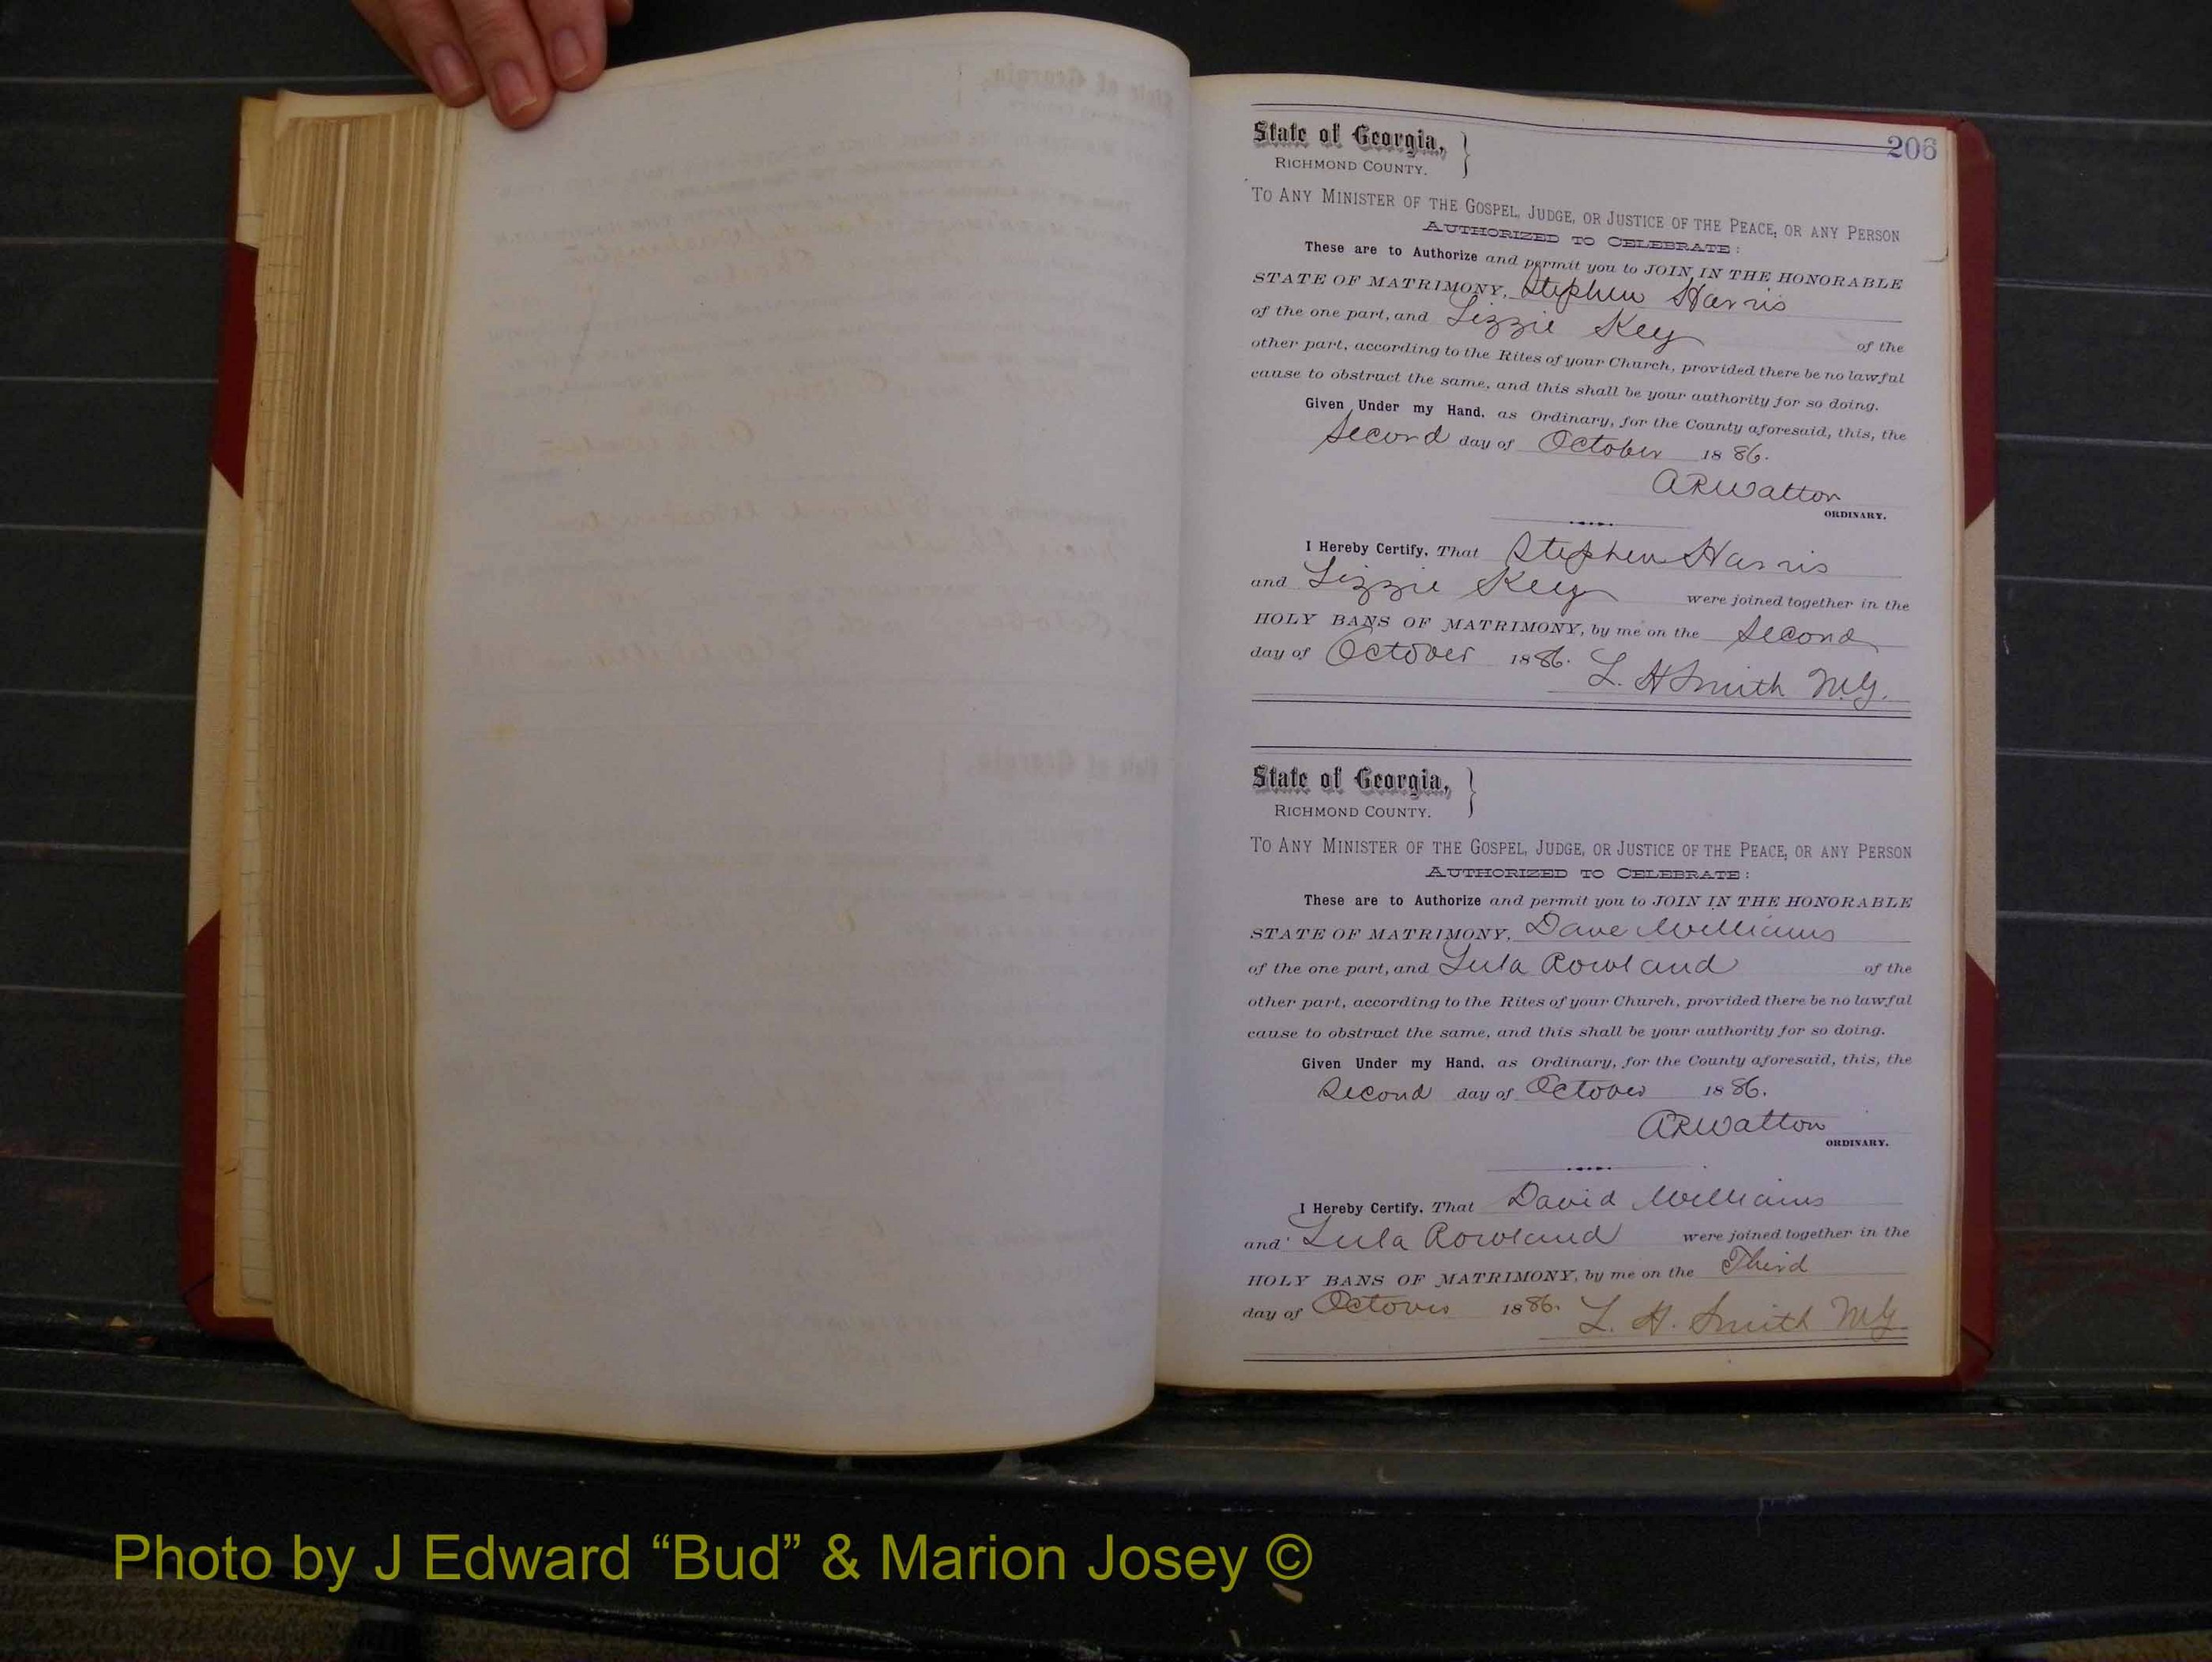 206
State of Georgia,
RICHMOND COUNTY.
TO ANY MINISTER OF THE GOSPEL, JUDGE, OR JUSTICE OF THE PEACE, OR ANY PERSON
AUTHORIZED TO CELEBRATE:
These are to Authorize and permit you to JOIN IN THE HONORABLE
STATE OF MATRIMONY, Stephen Harris
of the one part, and Lizzie Key of the
other part, according to the Rites of your Church, provided there be no lawful
cause to obstruct the same, and this shall be your authority for so doing.
Given Under my Hand, as Ordinary, for the County aforesaid, this, the
Second day of October 1886.
ARWalton
ORDINARY.
I Hereby Certify, That Stephen Harris
and Lizzie Key were joined together in the
HOLY BANS OF MATRIMONY, by me on the Second
day of October 1886.
L. H Smith M.G.
State of Georgia,
RICHMOND COUNTY.
TO ANY MINISTER OF THE GOSPEL, JUDGE, OR JUSTICE OF THE PEACE, OR ANY PERSON
AUTHORIZED TO CELEBRATE:
These are to Authorize and permit you to JOIN IN THE HONORABLE
STATE OF MATRIMONY, Dave Williams
of the one part, and Lula Rowland of the
other part, according to the Rites of your Church, provided there be no lawful
cause to obstruct the same, and this shall be your authority for so doing.
Given Under my Hand, as Ordinary, for the County aforesaid, this, the
Second day of October 1886.
ARWalton
ORDINARY.
I Hereby Certify, That David Williams
and Lula Rowland were joined together in the
HOLY BANS OF MATRIMONY, by me on the Third
day of October 1886. L. H. Smith MG
Photo by J Edward “Bud” & Marion Josey ©